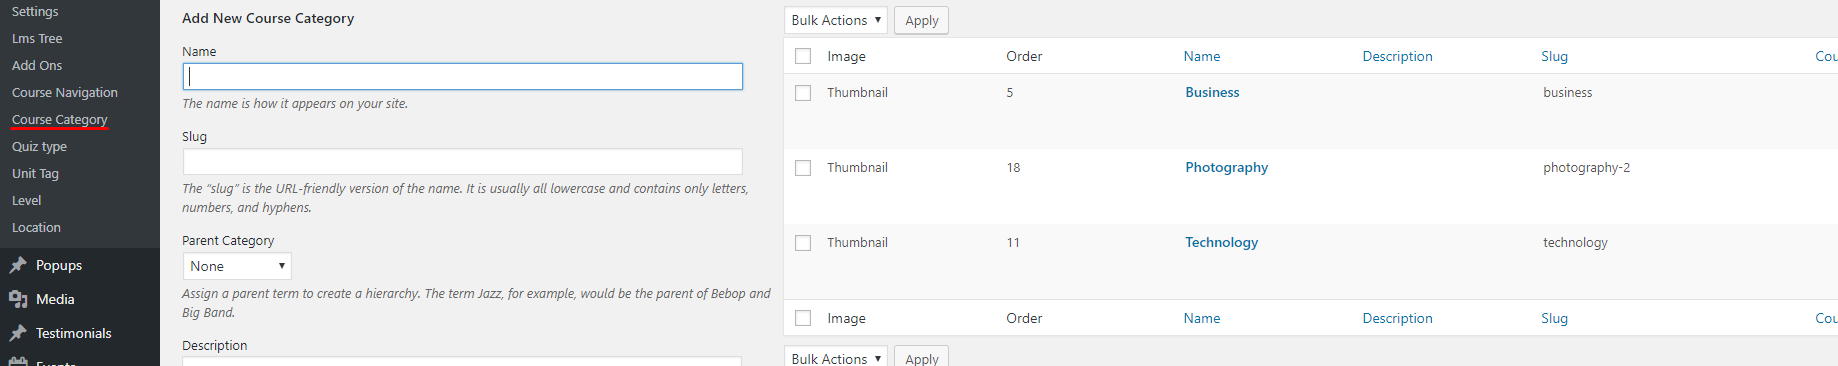 Settings
Lms Tree
Add Ons
Course Navigation
Course Category
Quiz type
Unit Tag
Level
Location
Popups
Media
Testimonials
Events
Add New Course Category
Name
The name is how it appears on your site.
Slug
The “slug” is the URL-friendly version of the name. It is usually all lowercase and contains only letters,
numbers, and hyphens.
Parent Category
None
Assign a parent term to create a hierarchy. The term Jazz, for example, would be the parent of Bebop and
Big Band.
Description
Bulk Actions Apply
Image Order Name Description Slug Cou
Thumbnail 5 Business business
Thumbnail 18 Photography photography-2
Thumbnail 11 Technology technology
Image Order Name Description Slug Cou
Bulk Actions Apply